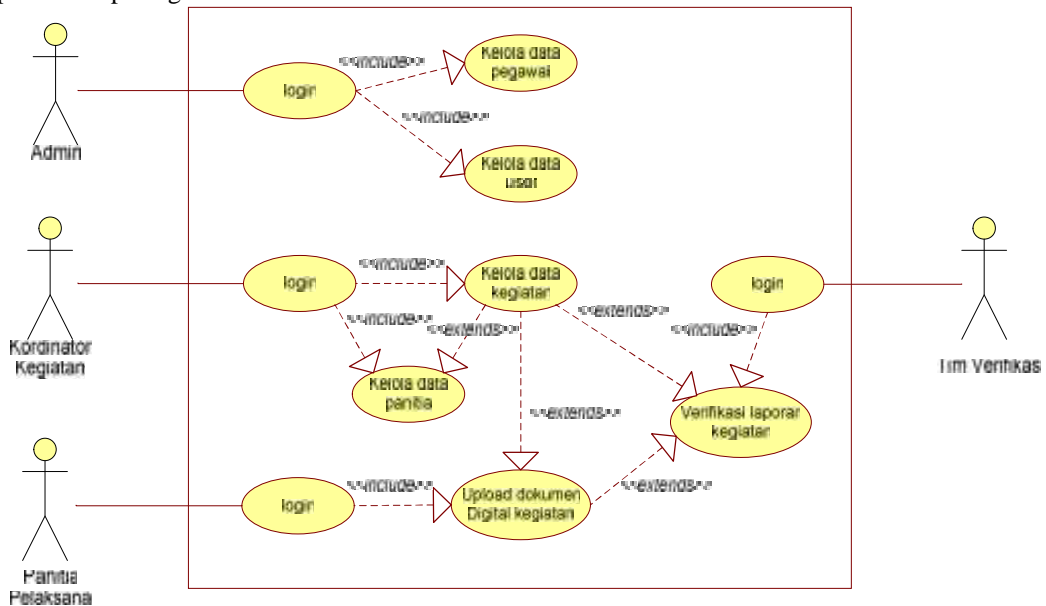 Kelola data
pegawai
<<include>>
login
<<include>>
Admin
Kelola data
user
<<include>>
Kelola data
kegiatan
login
login
<<extends>>
<<include>>
<<extends>>
<<include>>
Kordinator
Kegiatan
Tim Verifikas
Kelola data
panitia
<<extends>>
Verifikasi laporar
kegiatan
<<include>>
<<extends>>
login
Upload dokumen
Digital kegiatan
Panitia
Pelaksana